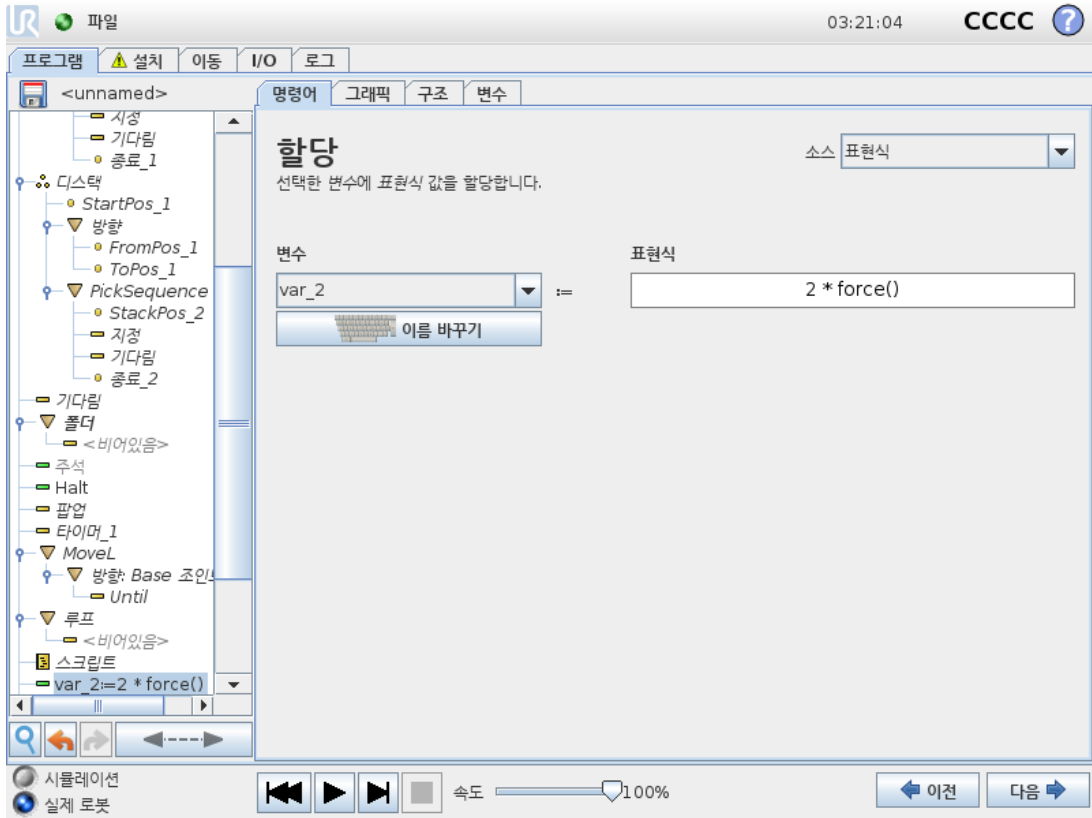 파일
03:21:04
CCCC
프로그램 설치 이동 I/O 로그
<unnamed>
명령어 그래픽 구조 변수
지정
기다림
종료_1
디스택
StartPos_1
방향
FromPos_1
ToPos_1
PickSequence
StackPos_2
지정
기다림
종료_2
기다림
폴더
<비어있음>
주석
Halt
팝업
타이머_1
MoveL
방향: Base 조인
Until
루프
<비어있음>
스크립트
var_2:=2 * force()
할당
소스 표현식
선택한 변수에 표현식 값을 할당합니다.
변수
표현식
var_2 := 2 * force()
이름 바꾸기
시뮬레이션
실제 로봇
속도 100%
이전 다음